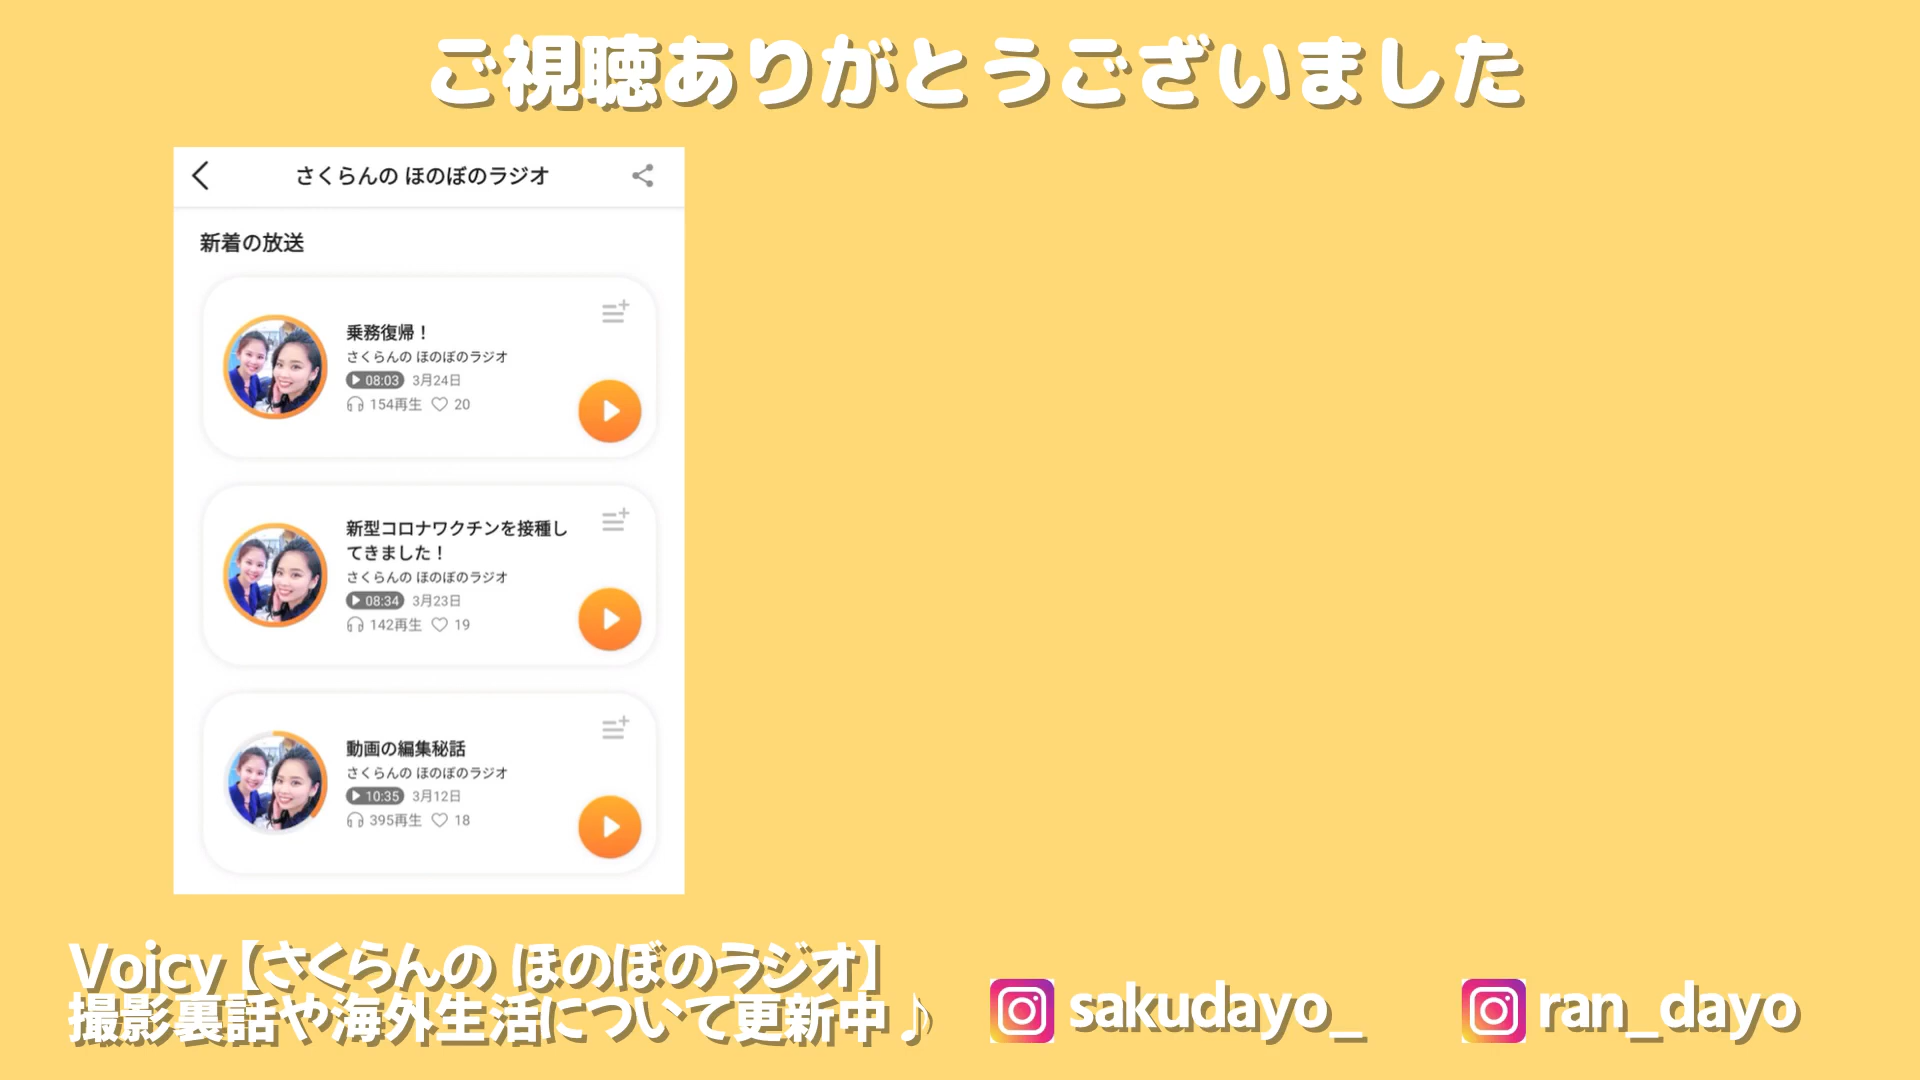 ご視聴ありがとうございました
さくらんの ほのぼのラジオ
新着の放送
乗務復帰！
さくらんの ほのぼのラジオ
08:03 3月24日
154再生 20
新型コロナワクチンを接種し
てきました！
さくらんの ほのぼのラジオ
08:34 3月23日
142再生 19
動画の編集秘話
さくらんの ほのぼのラジオ
10:35 3月12日
395再生 18
Voicy【さくらんの ほのぼのラジオ】
撮影裏話や海外生活について更新中♪
sakudayo_
ran_dayo